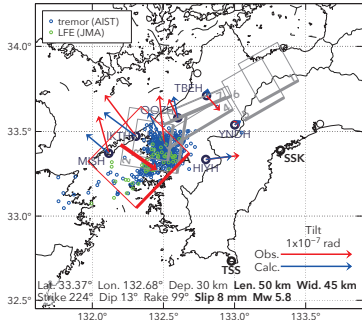 tremor (AIST)
LFE (JMA)
34.0°
33.5°
33.0°
32.5°
TBEH
6
OOZE
IKTH
YNDH
MISH
HIYH
SSK
TSS
Tilt
1x10⁻⁷ rad
Obs.
Calc.
Lat. 33.37° Lon. 132.68° Dep. 30 km Len. 50 km Wid. 45 km
Strike 224° Dip 13° Rake 99° Slip 8 mm Mw 5.8
132.0° 132.5° 133.0° 133.5°